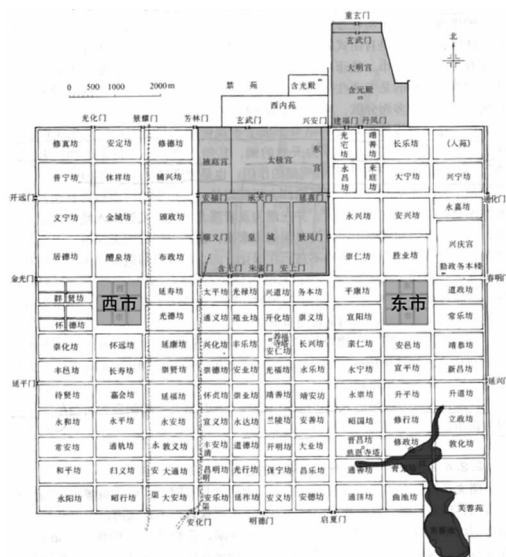 重玄门
玄武门
大明宫
含元殿
北
0 500 1000 2000m
禁苑
含光殿
西内苑
光化门 景耀门 芳林门 玄武门 兴安门 建福门 丹凤门
修真坊 安定坊 修德坊 掖庭宫 太极宫 东宫 光宅坊 翊善坊 长乐坊 (入苑)
普宁坊 休祥坊 辅兴坊 永昌坊 来庭坊 大宁坊 兴宁坊
开远门 安福门 承天门 延喜门 通化门
义宁坊 金城坊 颁政坊 顺义门 皇城 景风门 永兴坊 安兴坊 永嘉坊
居德坊 醴泉坊 布政坊 崇仁坊 胜业坊 兴庆宫
勤政务本楼
金光门 含光门 朱雀门 安上门 春明门
群贤坊 西市 延寿坊 太平坊 光禄坊 兴道坊 务本坊 平康坊 东市 道政坊
怀德坊 光德坊 通义坊 殖业坊 开化坊 崇义坊 宣阳坊 常乐坊
崇化坊 怀远坊 延康坊 兴化坊 丰乐坊 安仁坊 长兴坊 亲仁坊 安邑坊 靖恭坊
延平门 丰邑坊 长寿坊 崇贤坊 崇德坊 安业坊 光福坊 永乐坊 永宁坊 宣平坊 新昌坊 延兴门
待贤坊 嘉会坊 延福坊 怀贞坊 崇业坊 靖善坊 靖安坊 永崇坊 升平坊 升道坊
永和坊 永平坊 永安坊 宣义坊 永达坊 兰陵坊 安善坊 昭国坊 修行坊 立政坊
常安坊 通轨坊 敦义坊 丰安坊 道德坊 开明坊 大业坊 晋昌坊 修政坊 敦化坊
慈恩寺塔
和平坊 归义坊 大通坊 昌明坊 光行坊 保宁坊 昌乐坊 通善坊
永阳坊 昭行坊 大安坊 安乐坊 延祚坊 安义坊 安德坊 通济坊 曲池坊
永安渠
清明渠
芙蓉苑
安化门 明德门 启夏门